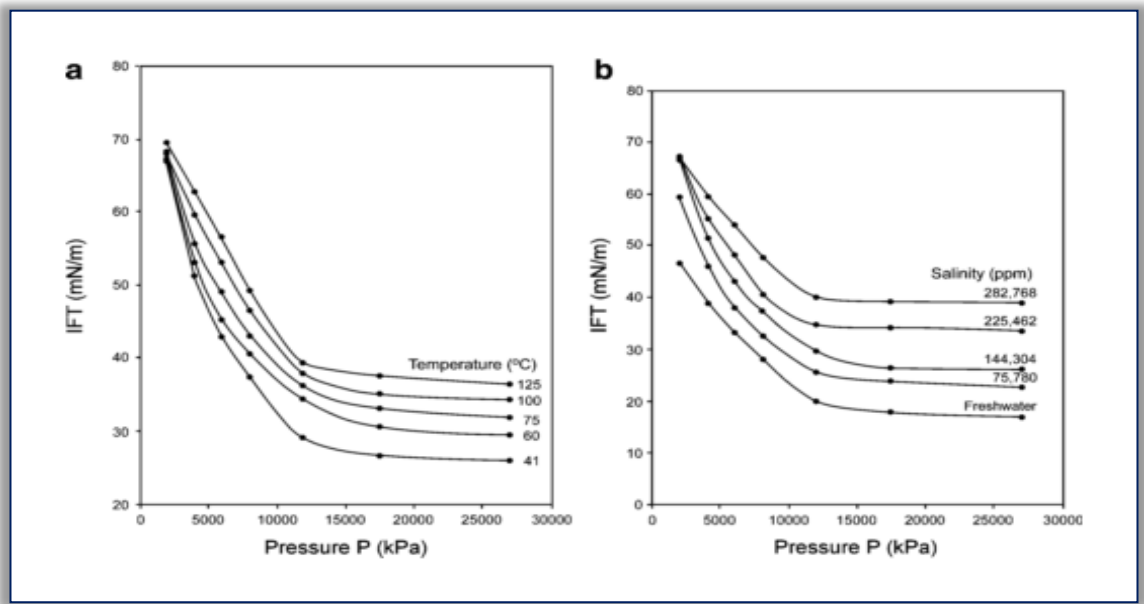 a
80
70
60
50
40
30
20
IFT (mN/m)
Temperature (⁰C)
125
100
75
60
41
0 5000 10000 15000 20000 25000 30000
Pressure P (kPa)
b
80
70
60
50
40
30
20
10
0
IFT (mN/m)
Salinity (ppm)
282,768
225,462
144,304
75,780
Freshwater
0 5000 10000 15000 20000 25000 30000
Pressure P (kPa)